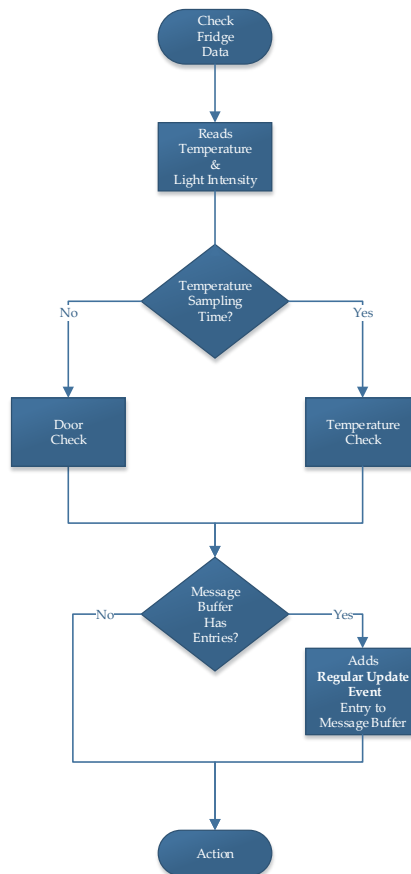 Check
Fridge
Data
Reads
Temperature
&
Light Intensity
Temperature
Sampling
Time?
No
Yes
Door
Check
Temperature
Check
Message
Buffer
Has
Entries?
No
Yes
Adds
Regular Update
Event
Entry to
Message Buffer
Action